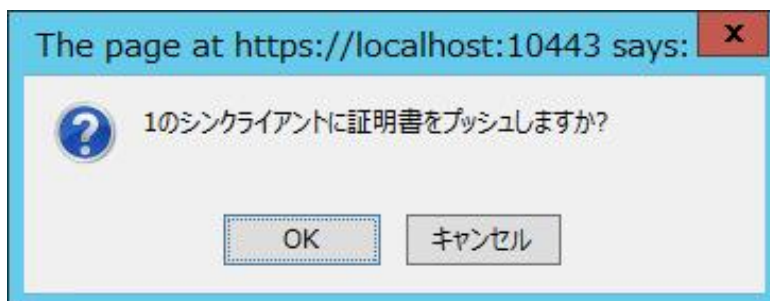 The page at https://localhost:10443 says:
x
?
1のシンクライアントに証明書をプッシュしますか?
OK
キャンセル